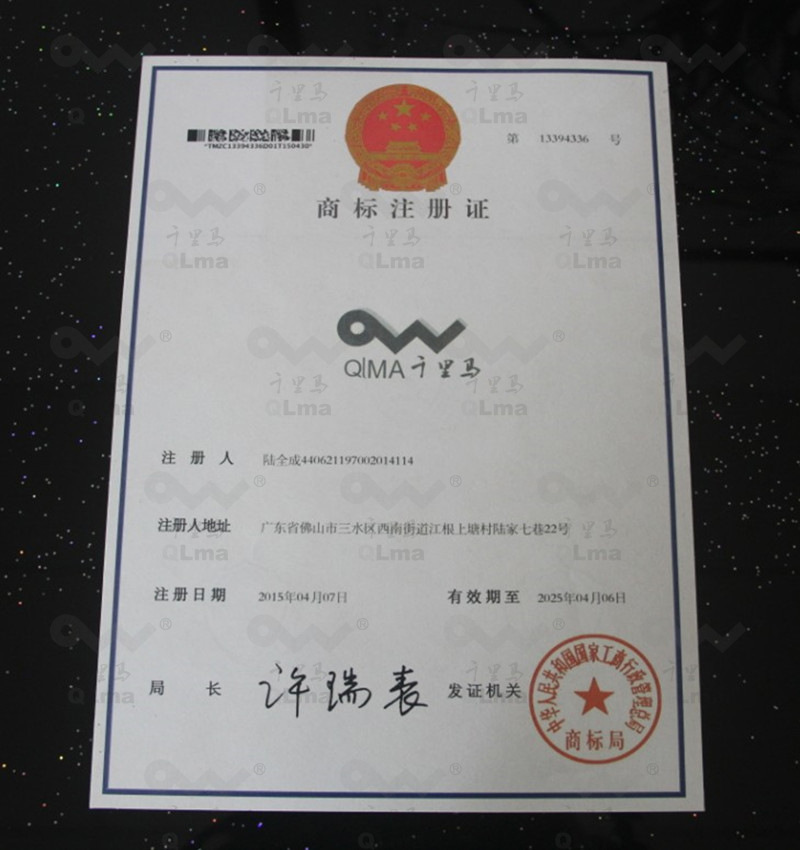 *TMZC13394336D01T150430*
第 13394336 号
商标注册证
QIMA 千里马
注册人 陆全成440621197002014114
注册人地址 广东省佛山市三水区西南街道江根上塘村陆家七巷22号
注册日期 2015年04月07日 有效期至 2025年04月06日
局长 许瑞表 发证机关
中华人民共和国国家工商行政管理总局
商标局
千里马
QLma